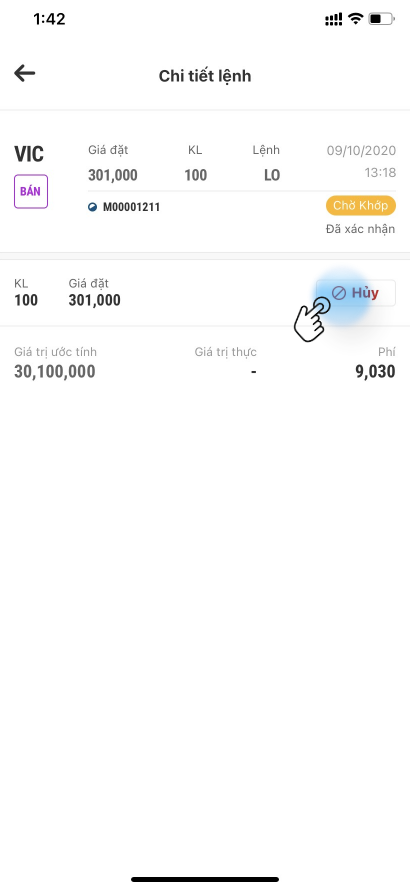 1:42
Chi tiết lệnh
VIC
BÁN
Giá đặt KL Lệnh
301,000 100 LO
M00001211
09/10/2020
13:18
Chờ Khớp
Đã xác nhận
KL Giá đặt
100 301,000
Hủy
Giá trị ước tính Giá trị thực Phí
30,100,000 - 9,030